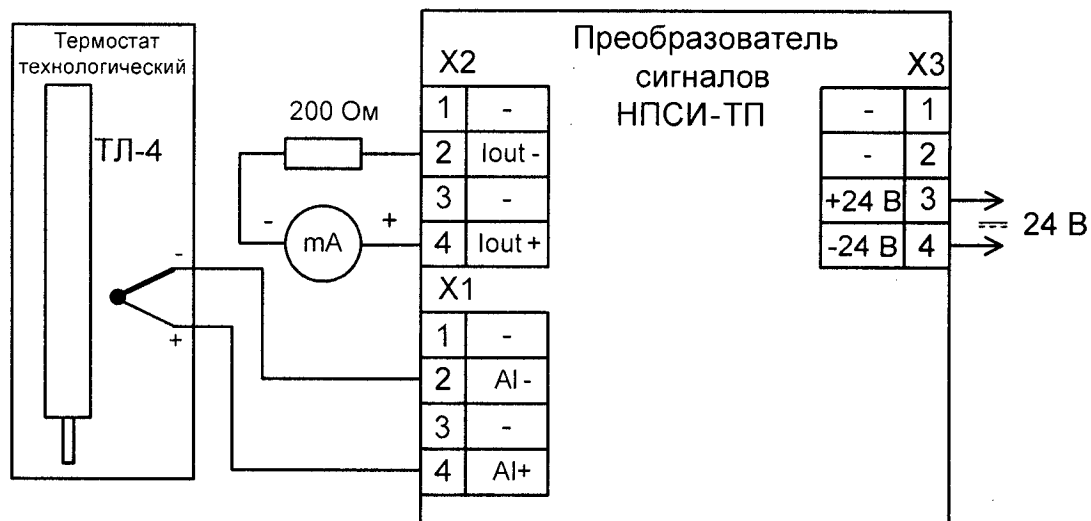 Термостат
технологический
ТЛ-4
-
+
200 Ом
-
+
mA
Преобразователь
сигналов
НПСИ-ТП
X2
1 -
2 Iout -
3 -
4 Iout +
X1
1 -
2 AI -
3 -
4 AI+
X3
- 1
- 2
+24 В 3
-24 В 4
24 В